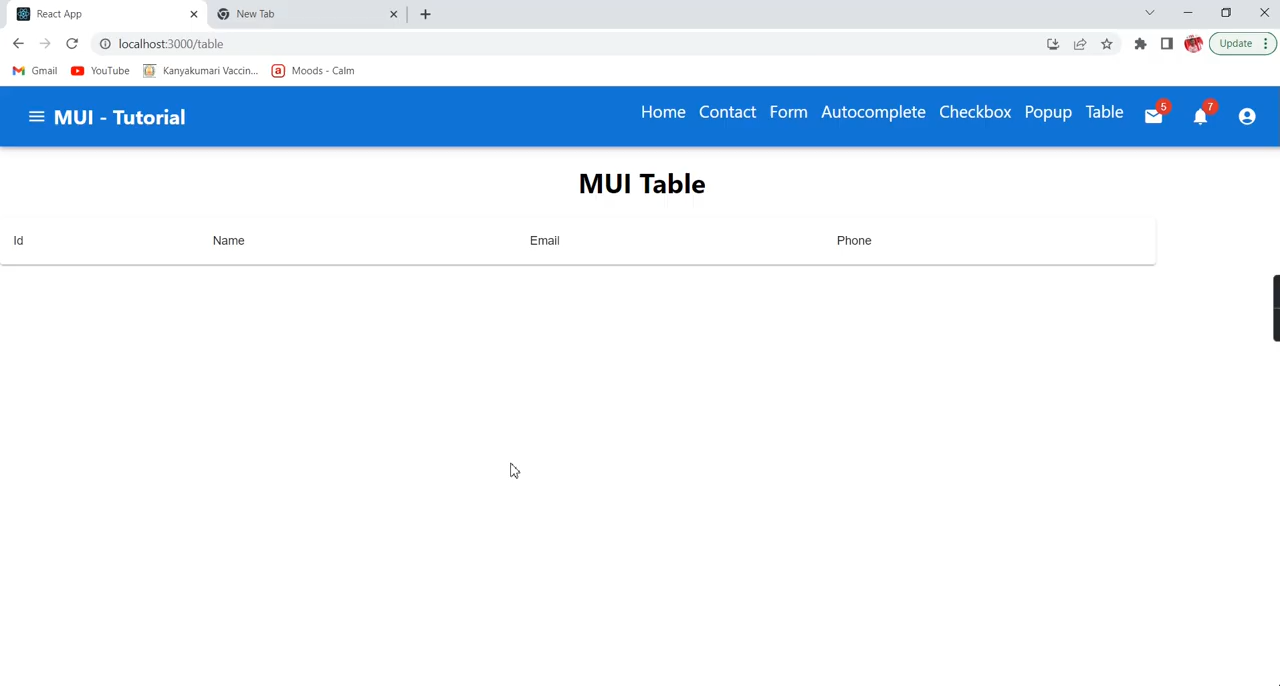 React App
New Tab
localhost:3000/table
Update
Gmail
YouTube
Kanyakumari Vaccin...
a
Moods - Calm
MUI - Tutorial
Home
Contact
Form
Autocomplete
Checkbox
Popup
Table
5
7
MUI Table
Id
Name
Email
Phone